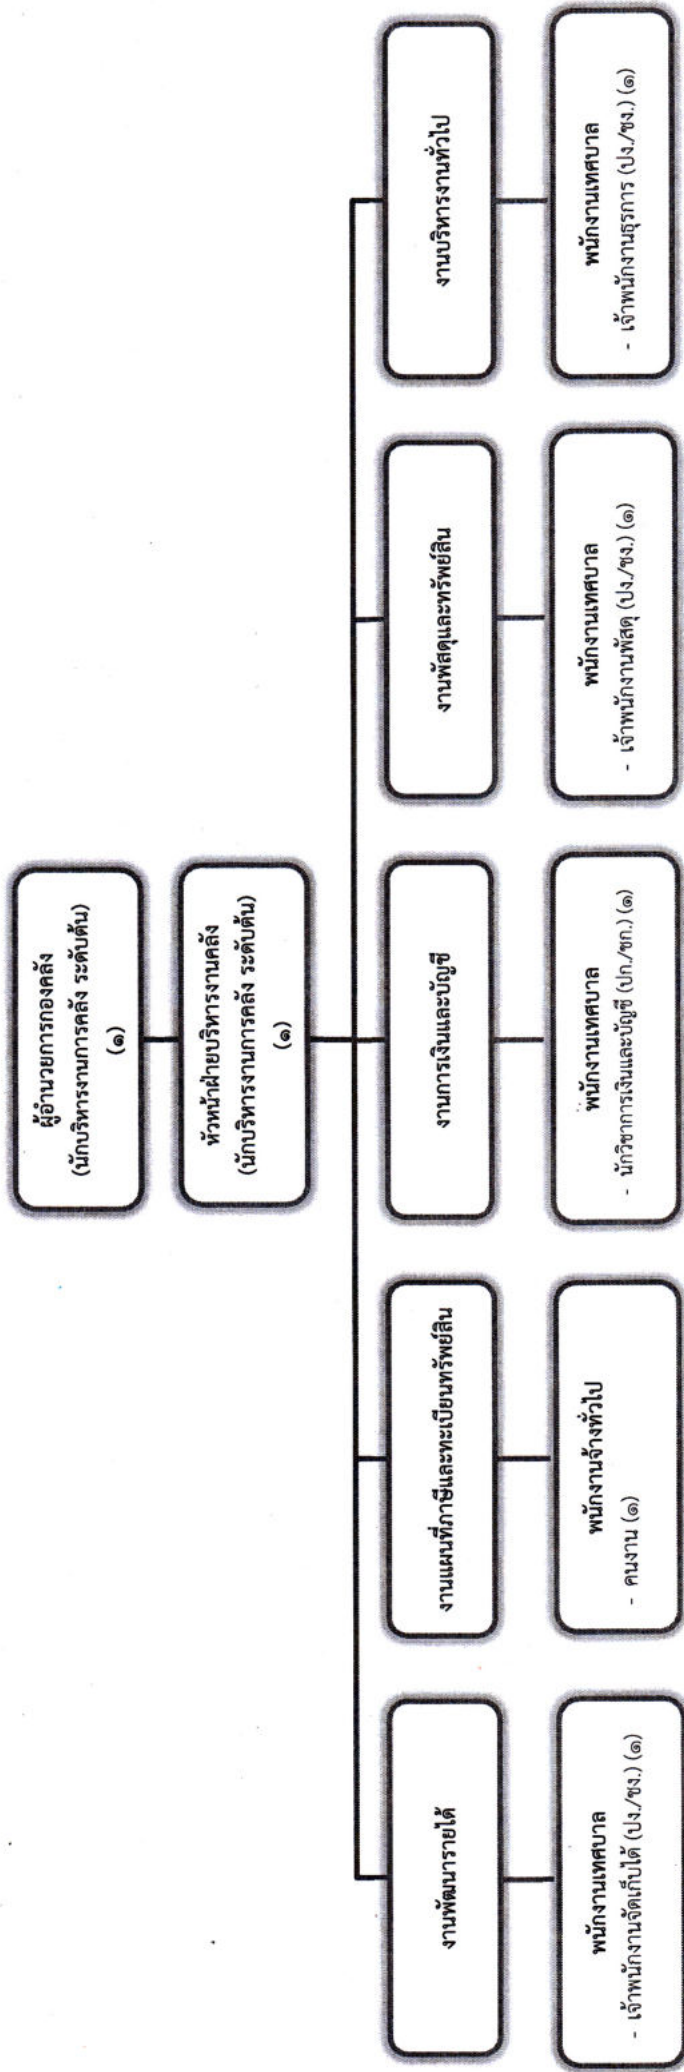 ผู้อำนวยการกองคลัง
(นักบริหารงานการคลัง ระดับต้น)
(๑)
หัวหน้าฝ่ายบริหารงานคลัง
(นักบริหารงานการคลัง ระดับต้น)
(๑)
งานพัฒนารายได้
งานแผนที่ภาษีและทะเบียนทรัพย์สิน
งานการเงินและบัญชี
งานพัสดุและทรัพย์สิน
งานบริหารงานทั่วไป
พนักงานเทศบาล
- เจ้าพนักงานจัดเก็บได้ (ปง./ชง.) (๑)
พนักงานจ้างทั่วไป
- คนงาน (๑)
พนักงานเทศบาล
- นักวิชาการเงินและบัญชี (ปก./ชก.) (๑)
พนักงานเทศบาล
- เจ้าพนักงานพัสดุ (ปง./ชง.) (๑)
พนักงานเทศบาล
- เจ้าพนักงานธุรการ (ปง./ชง.) (๑)